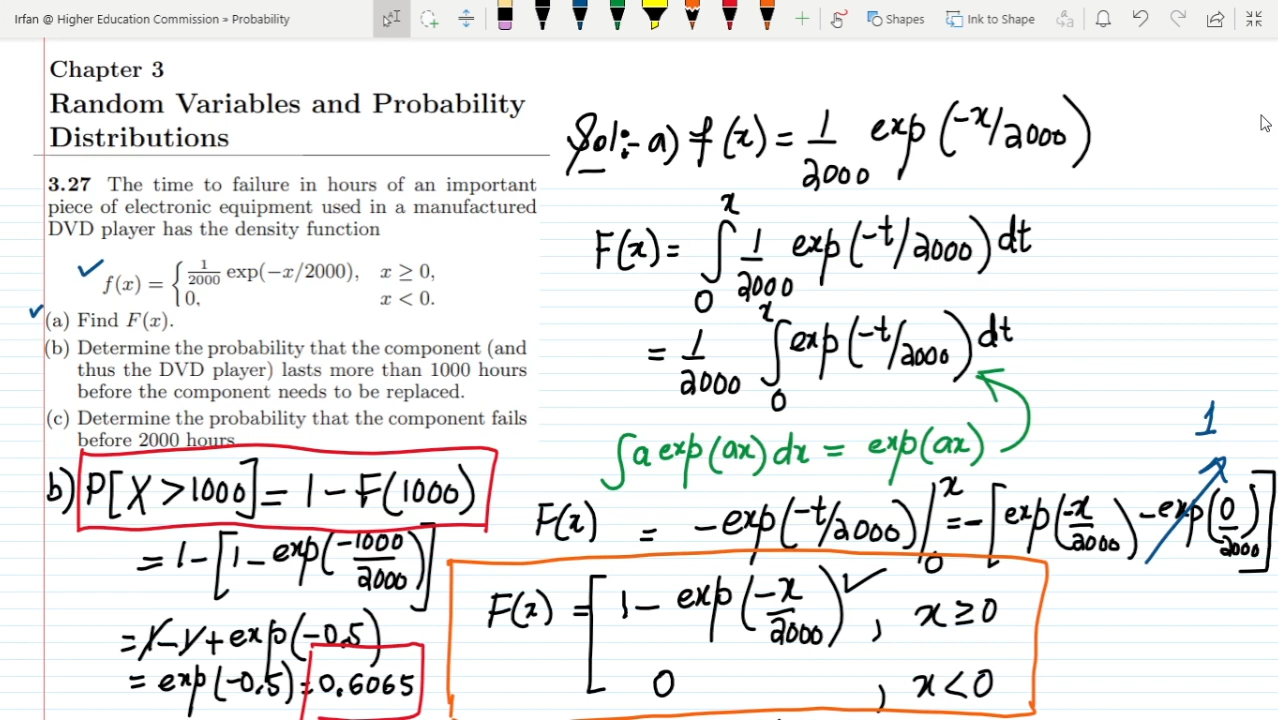 Irfan @ Higher Education Commission » Probability
Shapes
Ink to Shape
Chapter 3
Random Variables and Probability
Distributions
3.27 The time to failure in hours of an important
piece of electronic equipment used in a manufactured
DVD player has the density function
f(x) = { 1/2000 exp(−x/2000), x ≥ 0,
0, x < 0.
(a) Find F(x).
(b) Determine the probability that the component (and
thus the DVD player) lasts more than 1000 hours
before the component needs to be replaced.
(c) Determine the probability that the component fails
before 2000 hours
b) P[X > 1000] = 1 - F(1000)
= 1 - [1 - exp(-1000/2000)]
= 1 - 1 + exp(-0.5)
= exp(-0.5) = 0.6065
Sol:- a) f(x) = 1/2000 exp(-x/2000)
F(x) = ∫₀ˣ 1/2000 exp(-t/2000) dt
= 1/2000 ∫₀ˣ exp(-t/2000) dt
∫a exp(ax) dx = exp(ax)
1
F(x) = -exp(-t/2000) |₀ˣ = -[exp(-x/2000) - exp(0/2000)]
F(x) = [ 1 - exp(-x/2000) , x ≥ 0
0 , x < 0